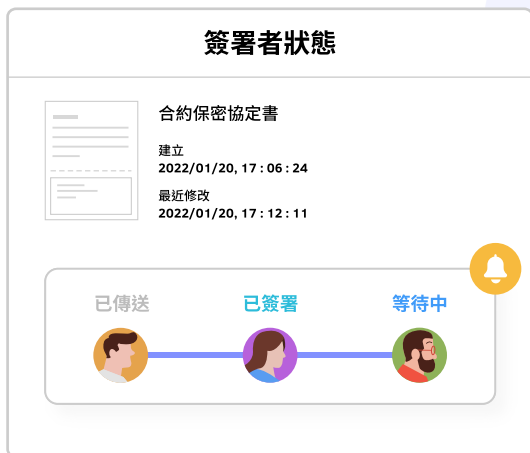 簽署者狀態
合約保密協定書
建立
2022/01/20, 17 : 06 : 24
最近修改
2022/01/20, 17 : 12 : 11
已傳送 已簽署 等待中